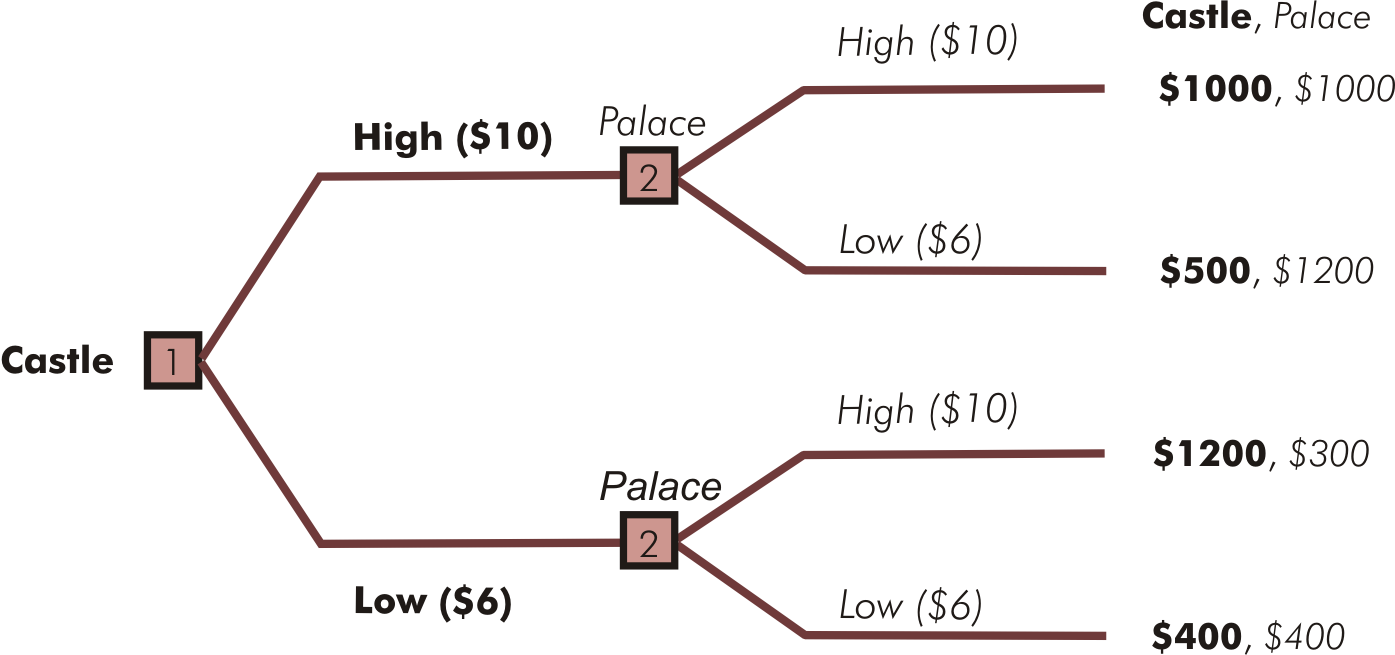 Castle, Palace
High ($10)
$1000, $1000
Palace
High ($10)
2
Low ($6)
$500, $1200
Castle
1
High ($10)
$1200, $300
Palace
2
Low ($6)
Low ($6)
$400, $400